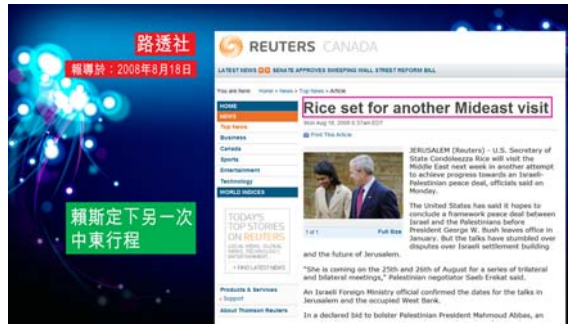 路透社
報導於：2008年8月18日
賴斯定下另一次
中東行程
REUTERS CANADA
LATEST NEWS SENATE APPROVES SWEEPING WALL STREET REFORM BILL
You are here: Home > News > Top News > Article
HOME
NEWS
Top News
Business
Canada
Sports
Entertainment
Technology
WORLD INDICES
TODAY'S
TOP STORIES
ON REUTERS
› FIND LATEST NEWS
Products & Services
› Support
About Thomson Reuters
Rice set for another Mideast visit
Mon Aug 18, 2008 6:37am EDT
Print This Article
1 of 1
Full Size
JERUSALEM (Reuters) - U.S. Secretary of
State Condoleezza Rice will visit the
Middle East next week in another attempt
to achieve progress towards an Israeli-
Palestinian peace deal, officials said on
Monday.
The United States has said it hopes to
conclude a framework peace deal between
Israel and the Palestinians before
President George W. Bush leaves office in
January. But the talks have stumbled over
disputes over Israeli settlement building
and the future of Jerusalem.
"She is coming on the 25th and 26th of August for a series of trilateral
and bilateral meetings," Palestinian negotiator Saeb Erekat said.
An Israeli Foreign Ministry official confirmed the dates for the talks in
Jerusalem and the occupied West Bank.
In a declared bid to bolster Palestinian President Mahmoud Abbas, an